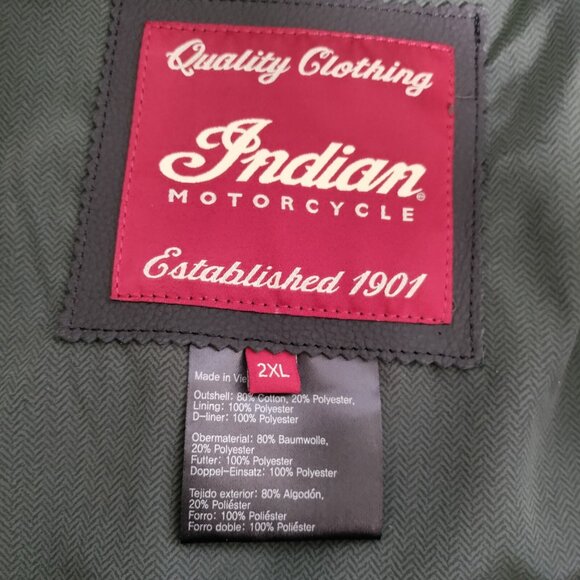 Quality Clothing
Indian®
MOTORCYCLE
Established 1901
2XL
Made in
Outshell: 80% Cotton, 20% Polyester,
Lining: 100% Polyester
D-liner: 100% Polyester
Obermaterial: 80% Baumwolle,
20% Polyester
Futter: 100% Polyester
Doppel-Einsatz: 100% Polyester
Tejido exterior: 80% Algodón,
20% Poliéster
Forro: 100% Poliéster
Forro doble: 100% Poliéster